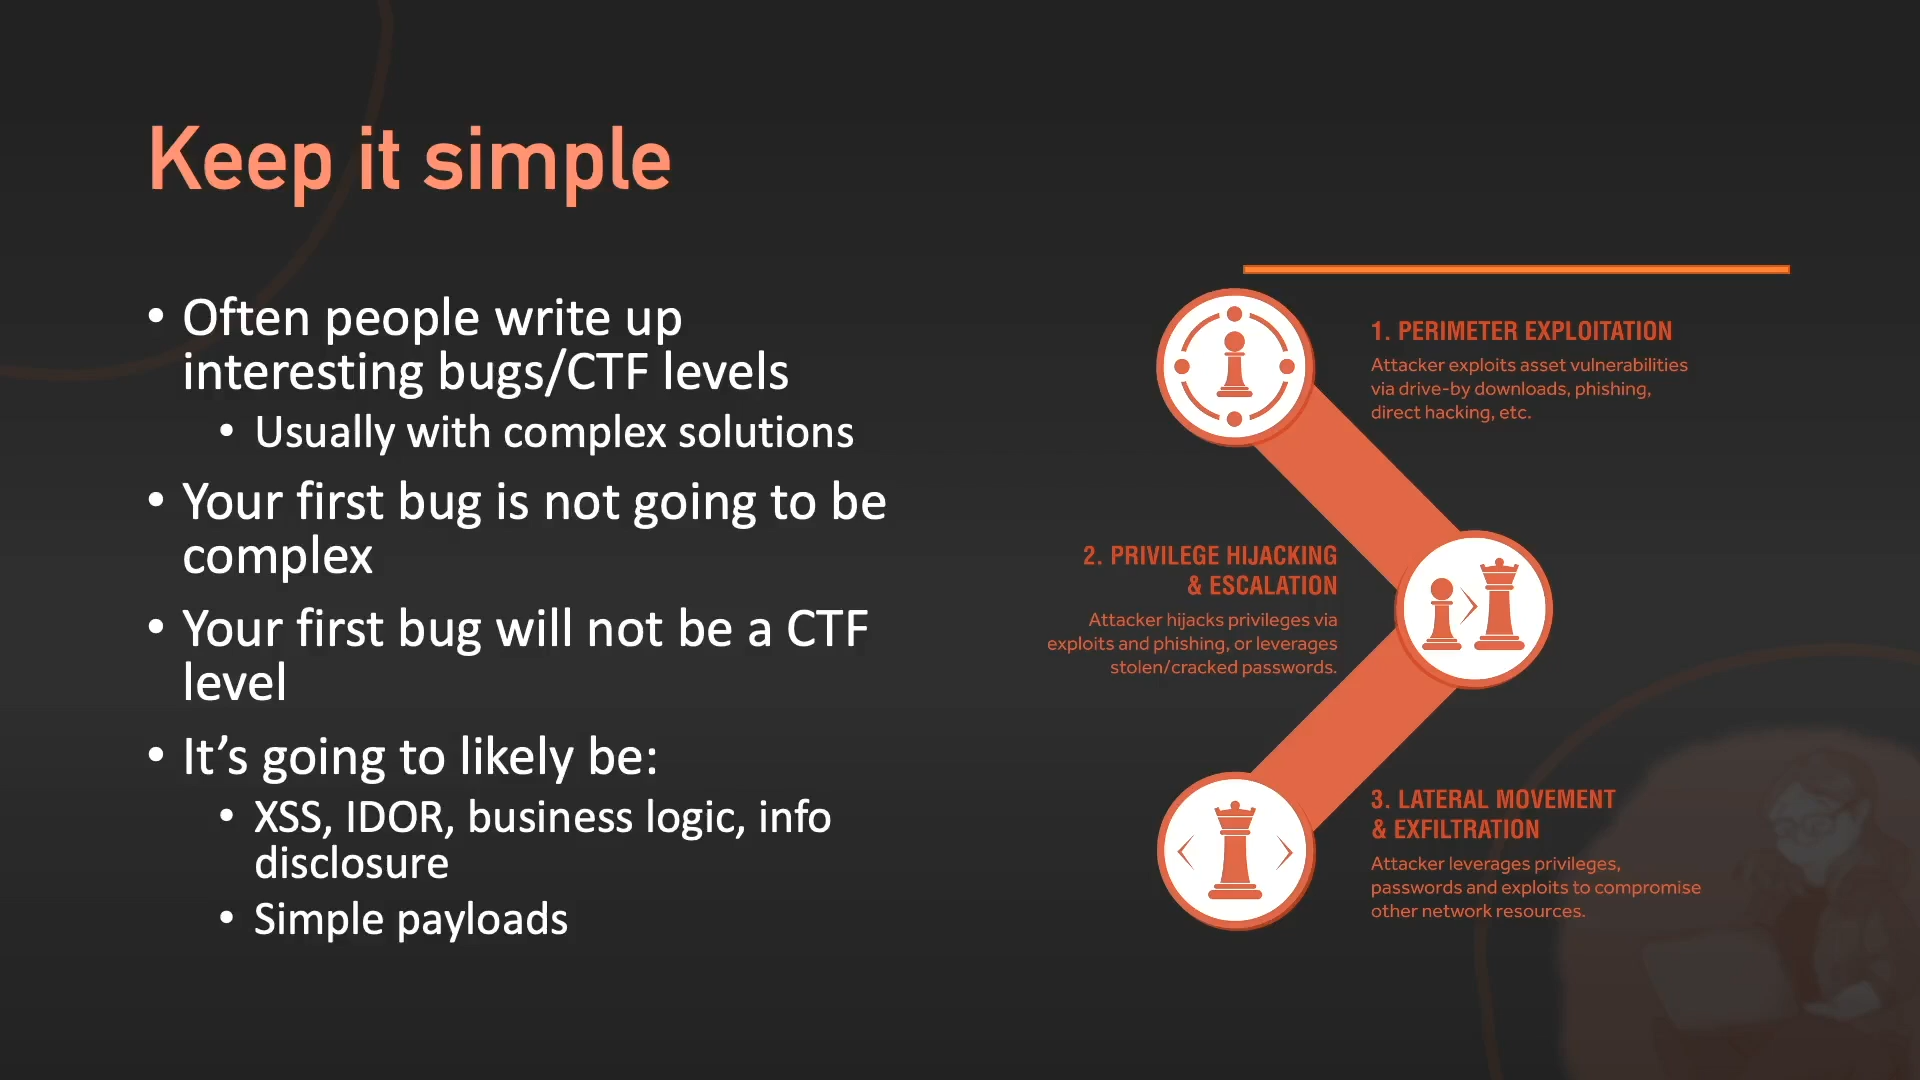 Keep it simple
• Often people write up
interesting bugs/CTF levels
• Usually with complex solutions
• Your first bug is not going to be
complex
• Your first bug will not be a CTF
level
• It’s going to likely be:
• XSS, IDOR, business logic, info
disclosure
• Simple payloads
1. PERIMETER EXPLOITATION
Attacker exploits asset vulnerabilities
via drive-by downloads, phishing,
direct hacking, etc.
2. PRIVILEGE HIJACKING
& ESCALATION
Attacker hijacks privileges via
exploits and phishing, or leverages
stolen/cracked passwords.
3. LATERAL MOVEMENT
& EXFILTRATION
Attacker leverages privileges,
passwords and exploits to compromise
other network resources.